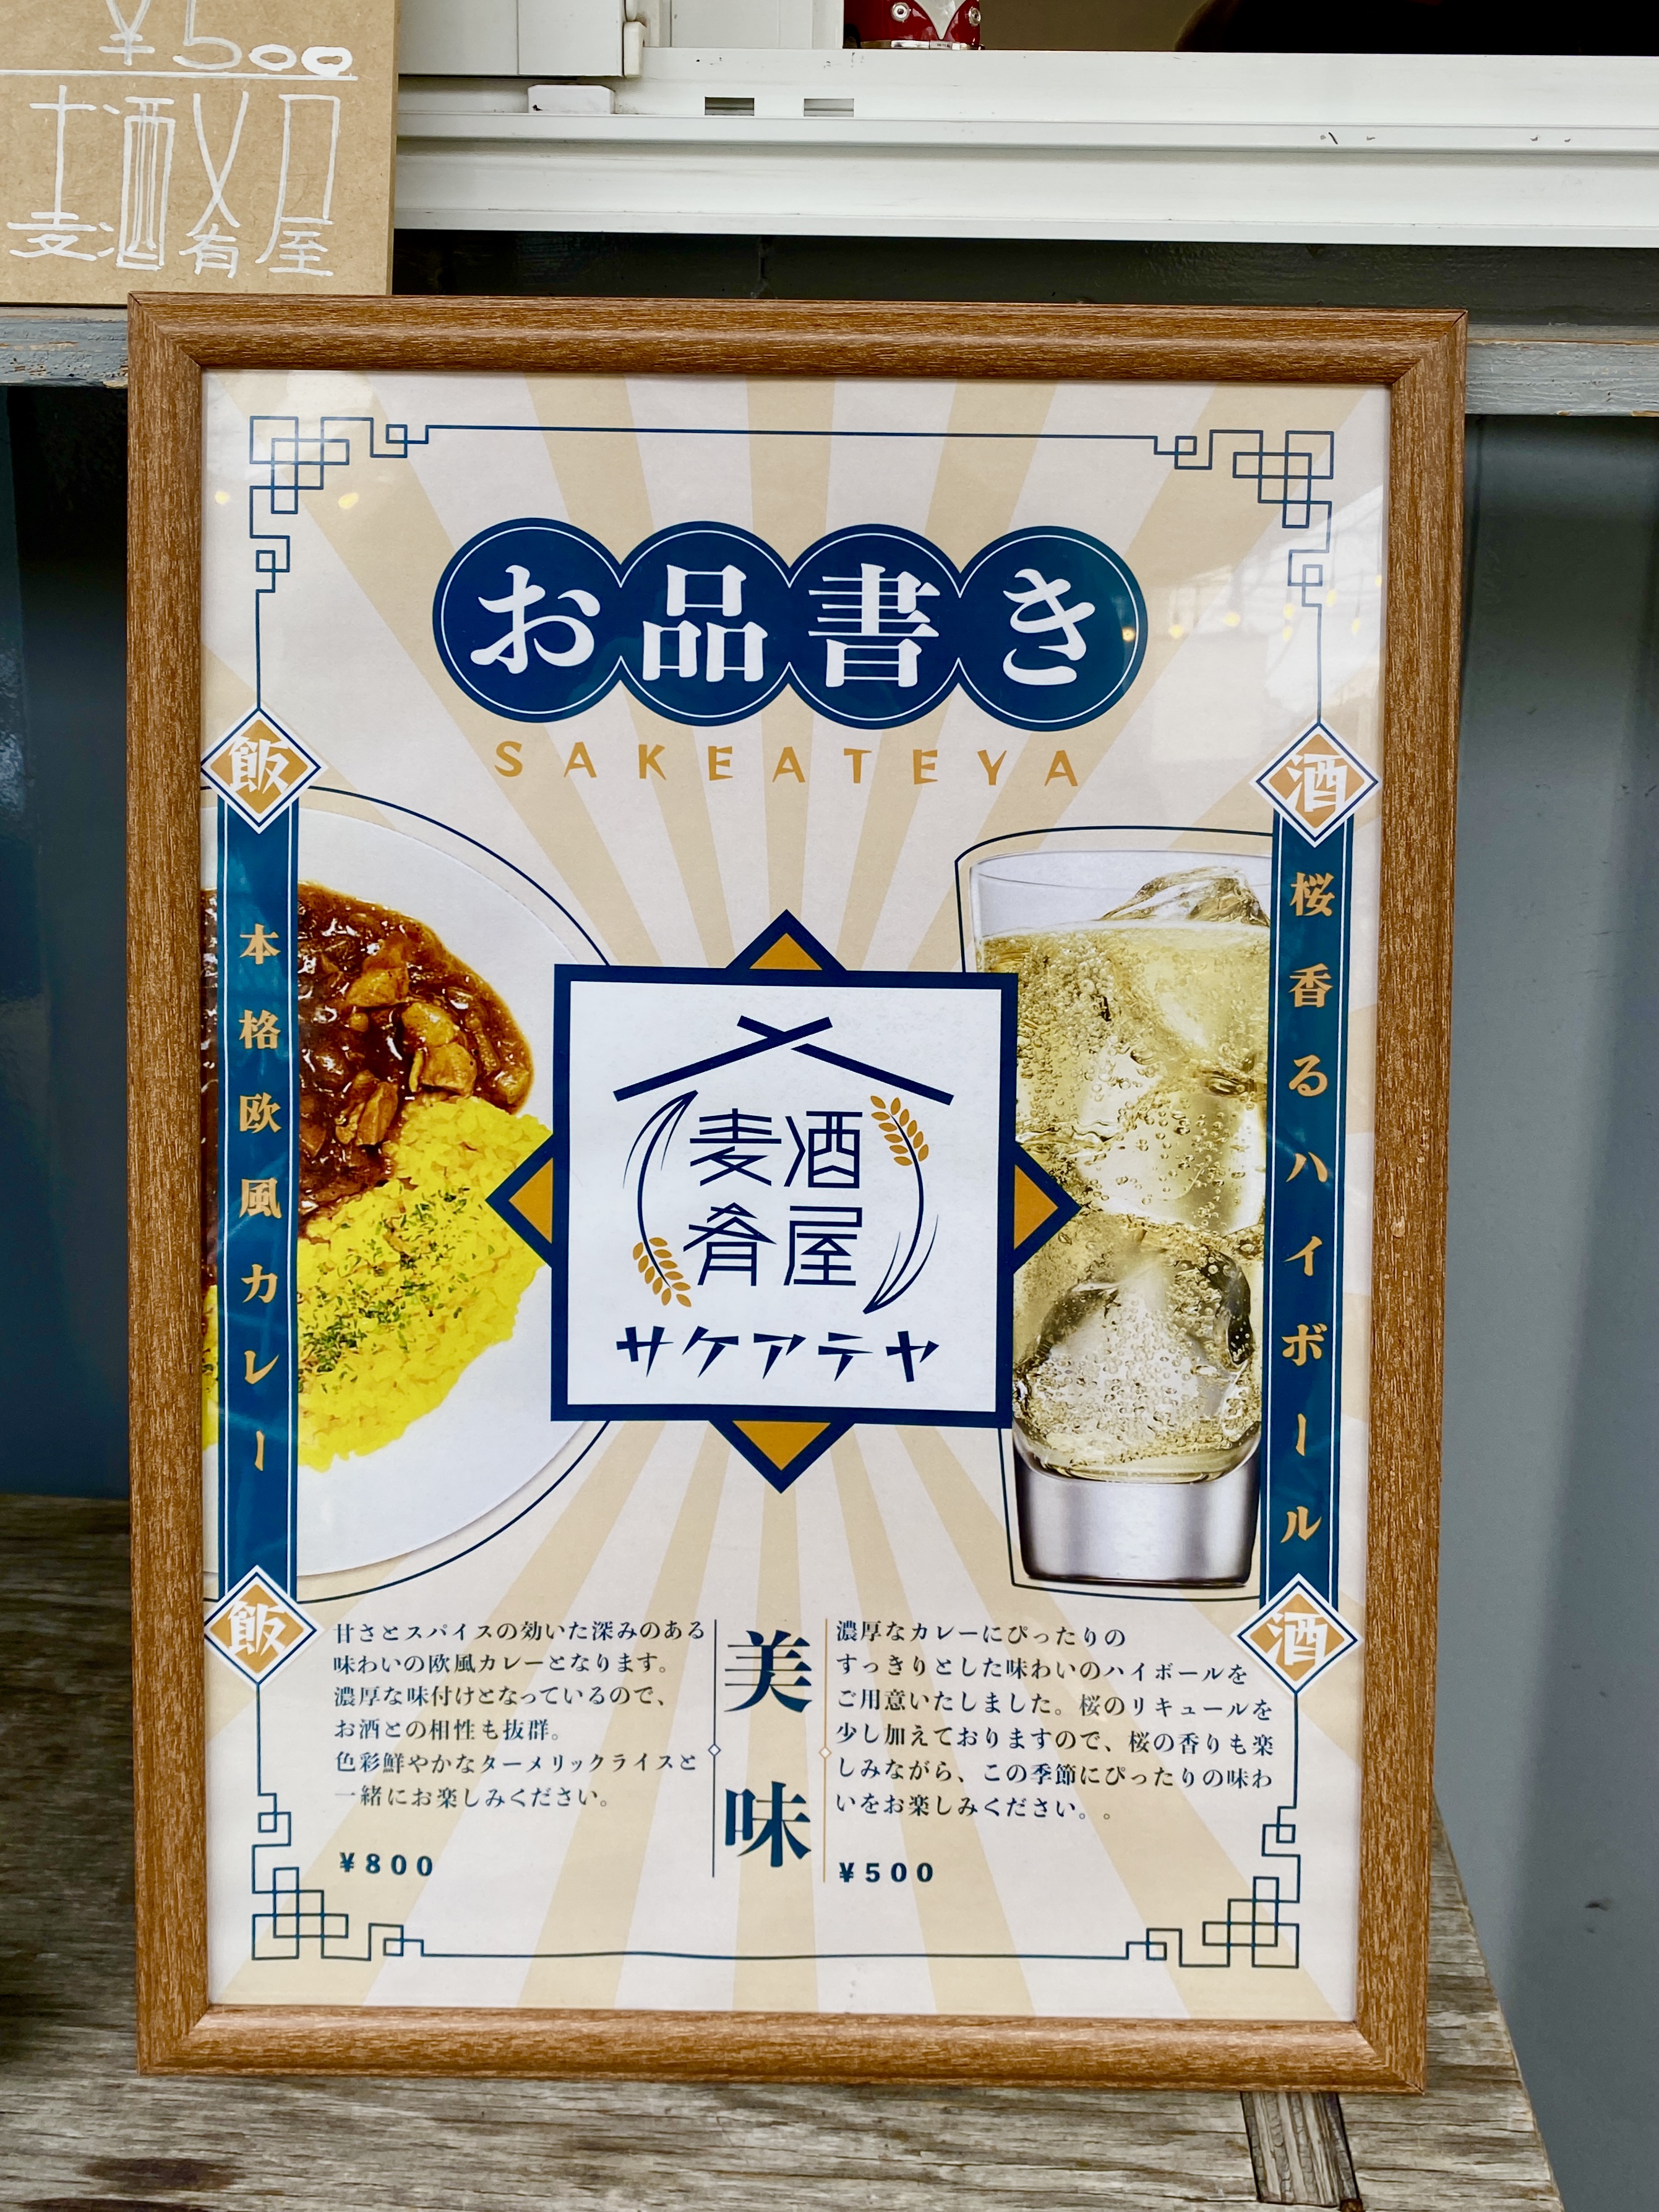 ¥500
麦酒肴屋
お品書き
SAKEATEYA
飯
本格欧風カレー
飯
酒
桜香るハイボール
酒
麦酒
肴屋
サケアテヤ
甘さとスパイスの効いた深みのある
味わいの欧風カレーとなります。
濃厚な味付けとなっているので、
お酒との相性も抜群。
色彩鮮やかなターメリックライスと
一緒にお楽しみください。
¥800
美味
濃厚なカレーにぴったりの
すっきりとした味わいのハイボールを
ご用意いたしました。桜のリキュールを
少し加えておりますので、桜の香りも楽
しみながら、この季節にぴったりの味わ
いをお楽しみください。。
¥500